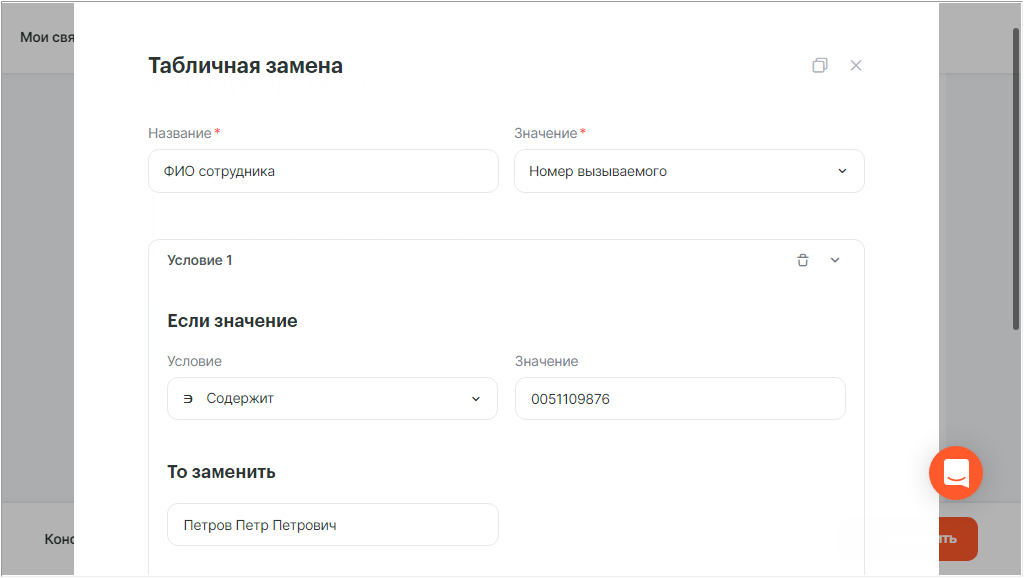 Мои свя
Табличная замена
Название * Значение *
ФИО сотрудника Номер вызываемого
Условие 1
Если значение
Условие Значение
∋ Содержит 0051109876
То заменить
Петров Петр Петрович
Конс ть